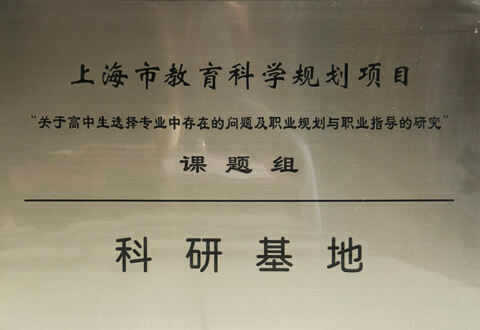 上海市教育科学规划项目
“关于高中生选择专业中存在的问题及职业规划与职业指导的研究”
课题组
科研基地